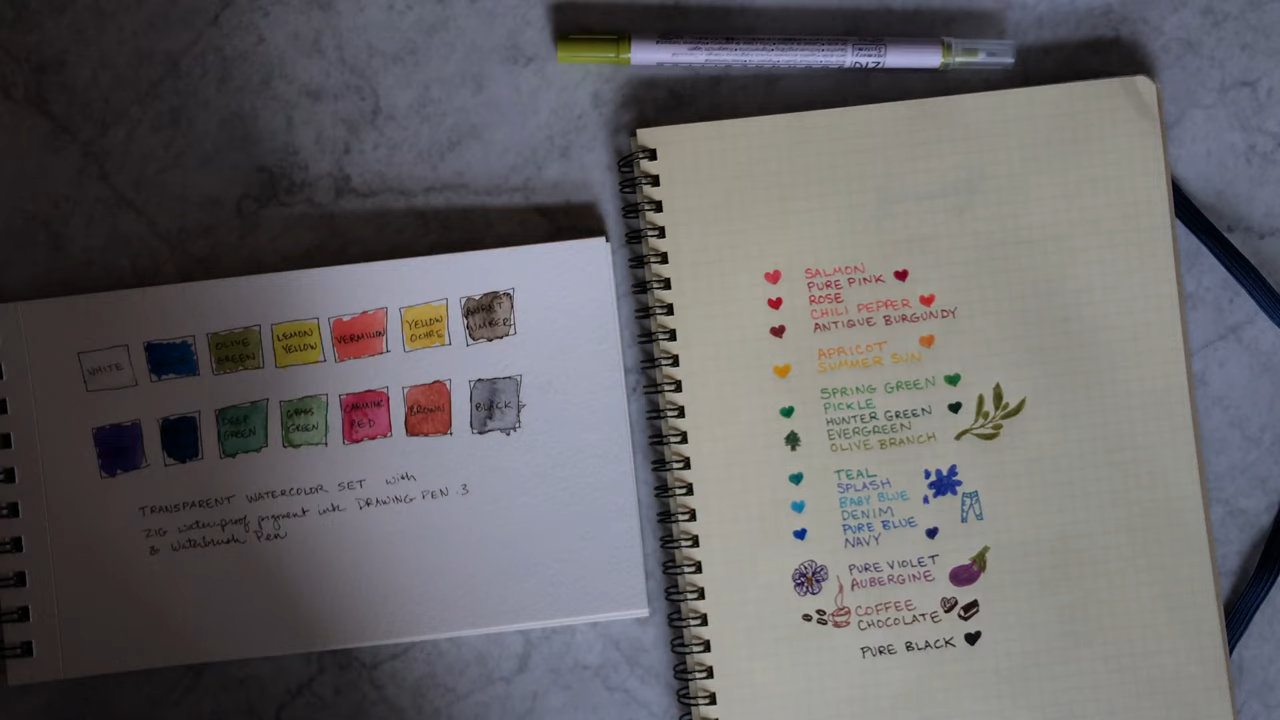 WHITE
OLIVE GREEN
LEMON YELLOW
VERMILION
YELLOW OCHRE
UMBER
DEEP GREEN
GRASS GREEN
CARMINE RED
BROWN
BLACK
TRANSPARENT WATERCOLOR SET with
ZIG waterproof pigment ink DRAWING PEN .3
& Waterbrush Pen
ZIG
SALMON
PURE PINK
ROSE
CHILI PEPPER
ANTIQUE BURGUNDY
APRICOT
SUMMER SUN
SPRING GREEN
PICKLE
HUNTER GREEN
EVERGREEN
OLIVE BRANCH
TEAL
SPLASH
BABY BLUE
DENIM
PURE BLUE
NAVY
PURE VIOLET
AUBERGINE
COFFEE
CHOCOLATE
PURE BLACK